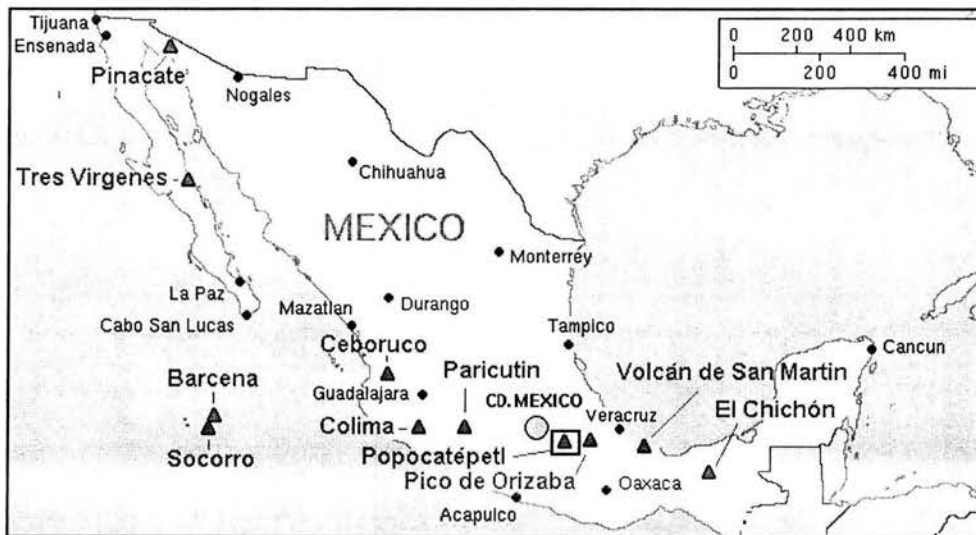 Tijuana
Ensenada
Pinacate
Nogales
0 200 400 km
0 200 400 mi
Tres Virgenes
Chihuahua
MEXICO
Monterrey
La Paz
Cabo San Lucas
Mazatlan
Durango
Tampico
Cancun
Ceboruco
Barcena
Guadalajara
Paricutin
CD. MEXICO
Veracruz
Volcán de San Martin
El Chichón
Colima
Socorro
Popocatépetl
Pico de Orizaba
Oaxaca
Acapulco